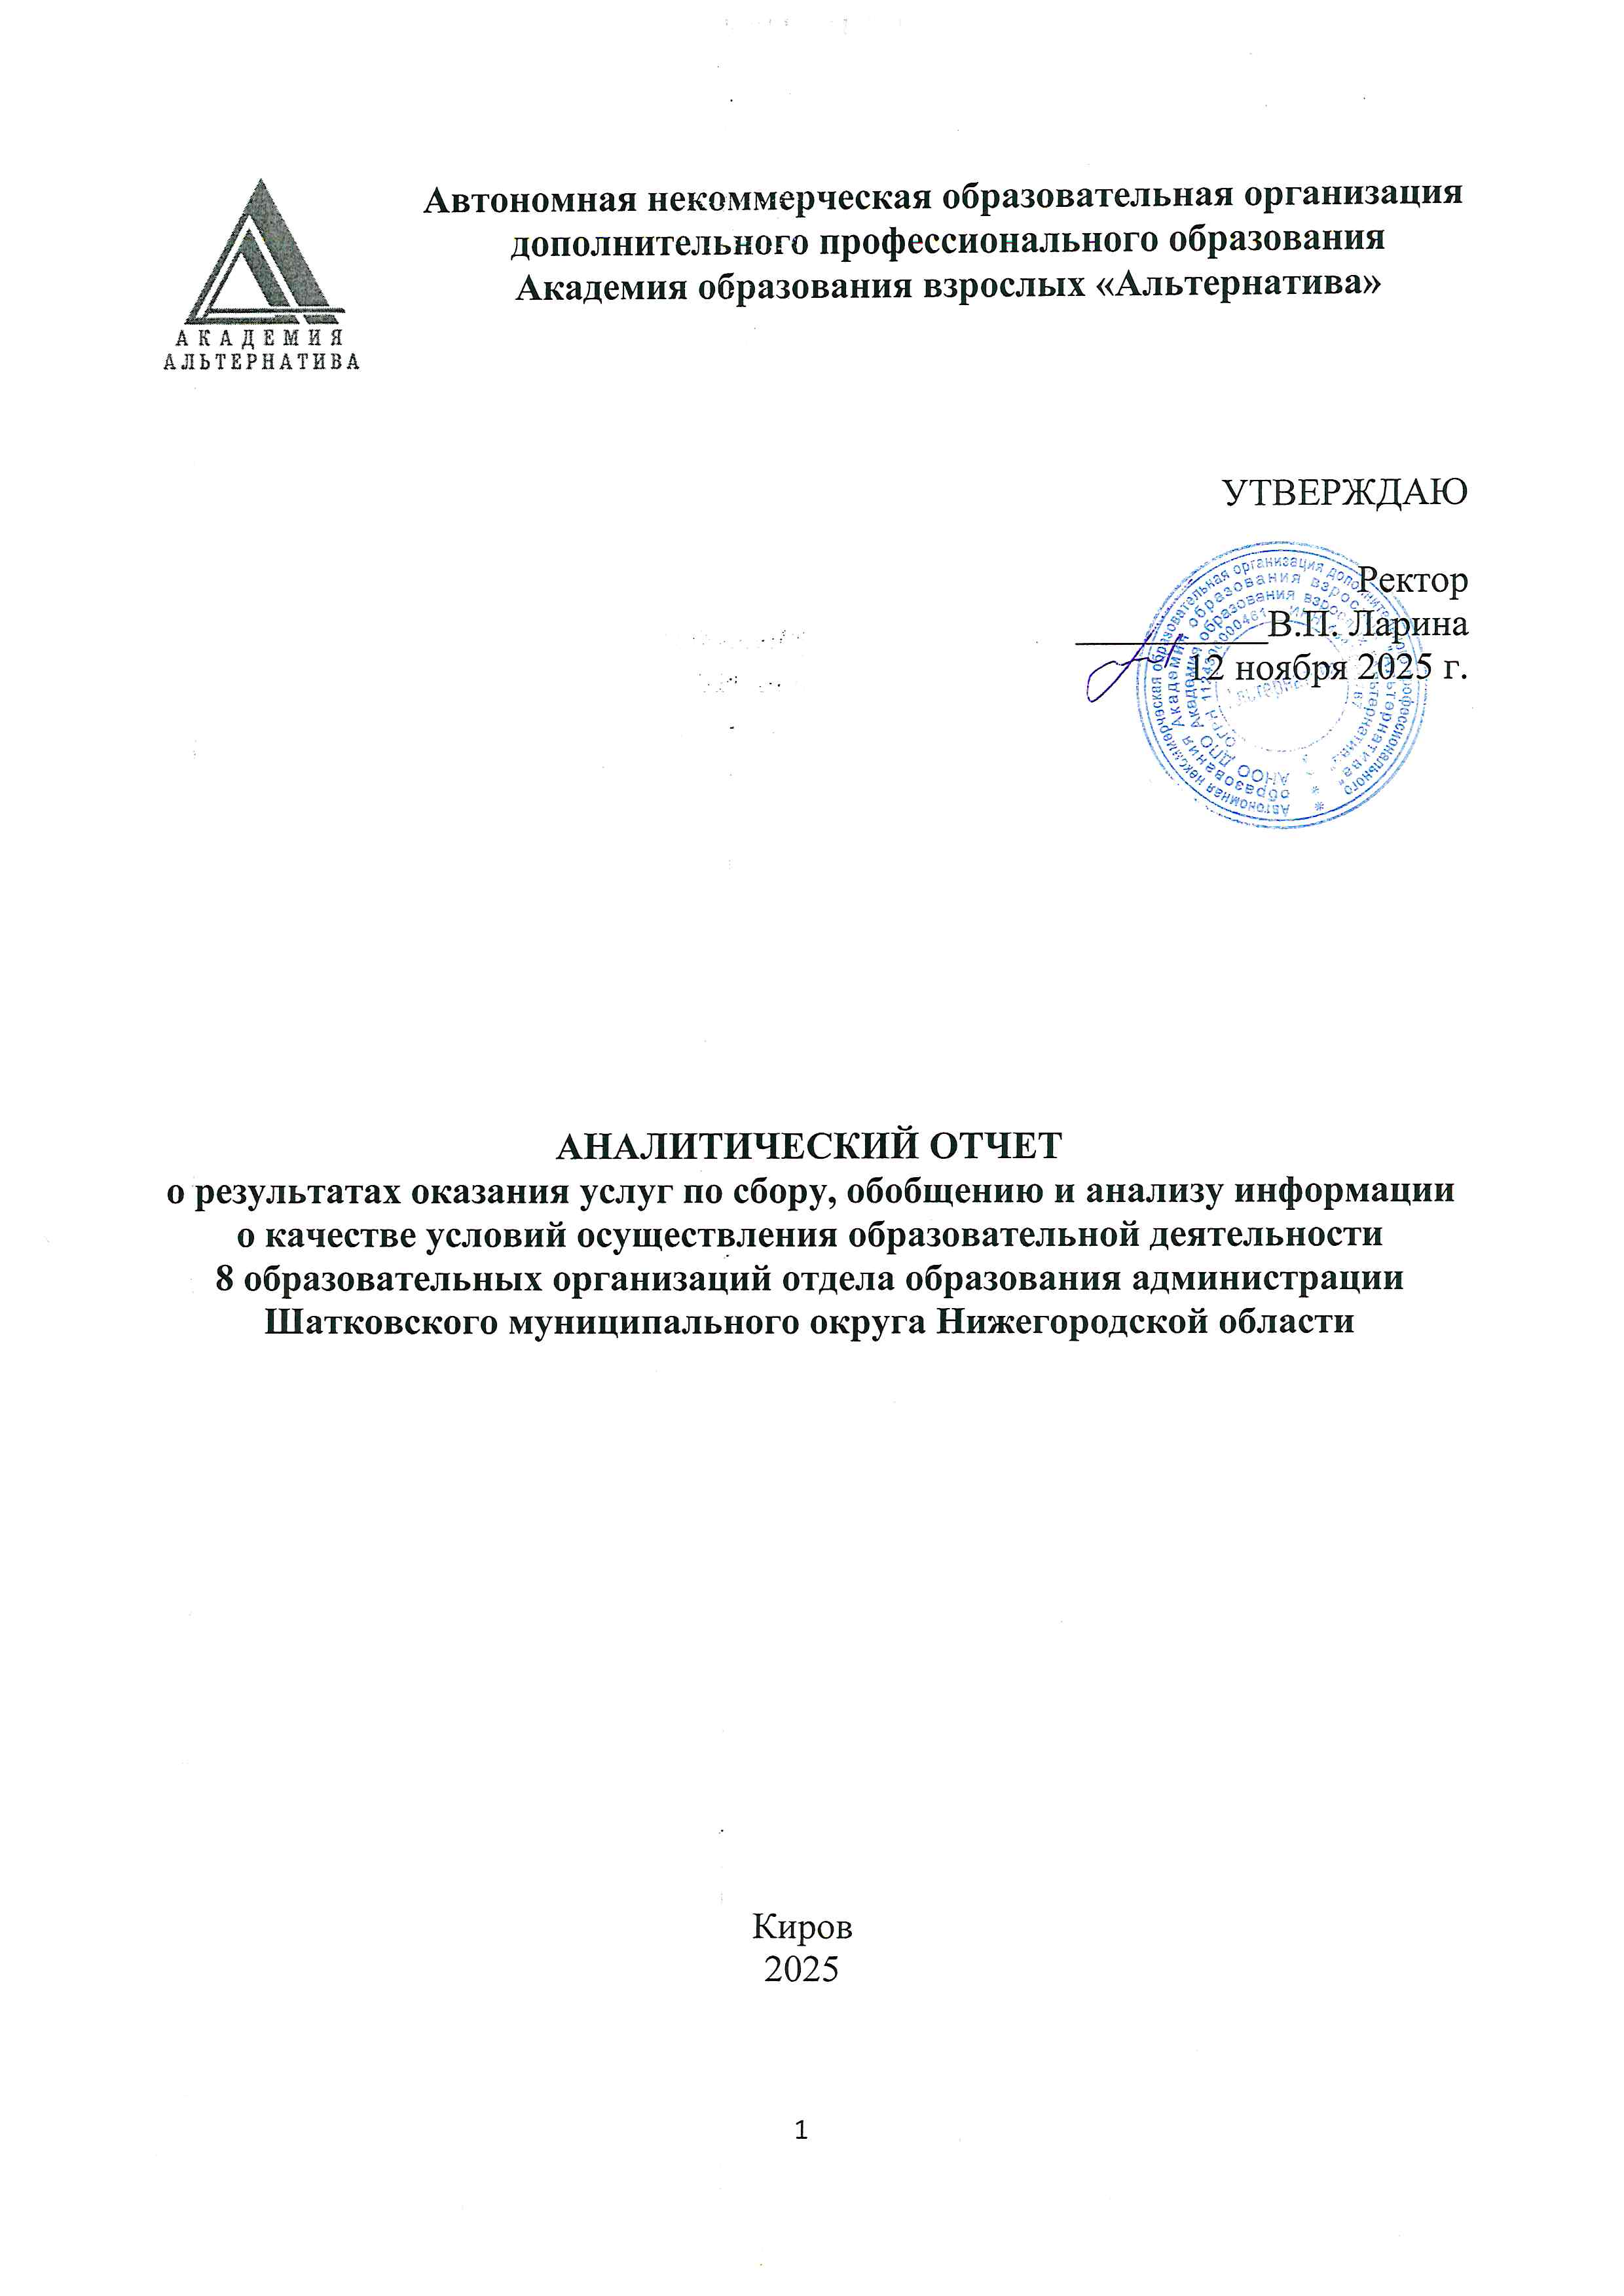 Автономная некоммерческая образовательная организация
дополнительного профессионального образования
Академия образования взрослых «Альтернатива»
АКАДЕМИЯ
АЛЬТЕРНАТИВА
УТВЕРЖДАЮ
Ректор
В.П. Ларина
12 ноября 2025 г.
АНАЛИТИЧЕСКИЙ ОТЧЕТ
о результатах оказания услуг по сбору, обобщению и анализу информации
о качестве условий осуществления образовательной деятельности
8 образовательных организаций отдела образования администрации
Шатковского муниципального округа Нижегородской области
Киров
2025
1